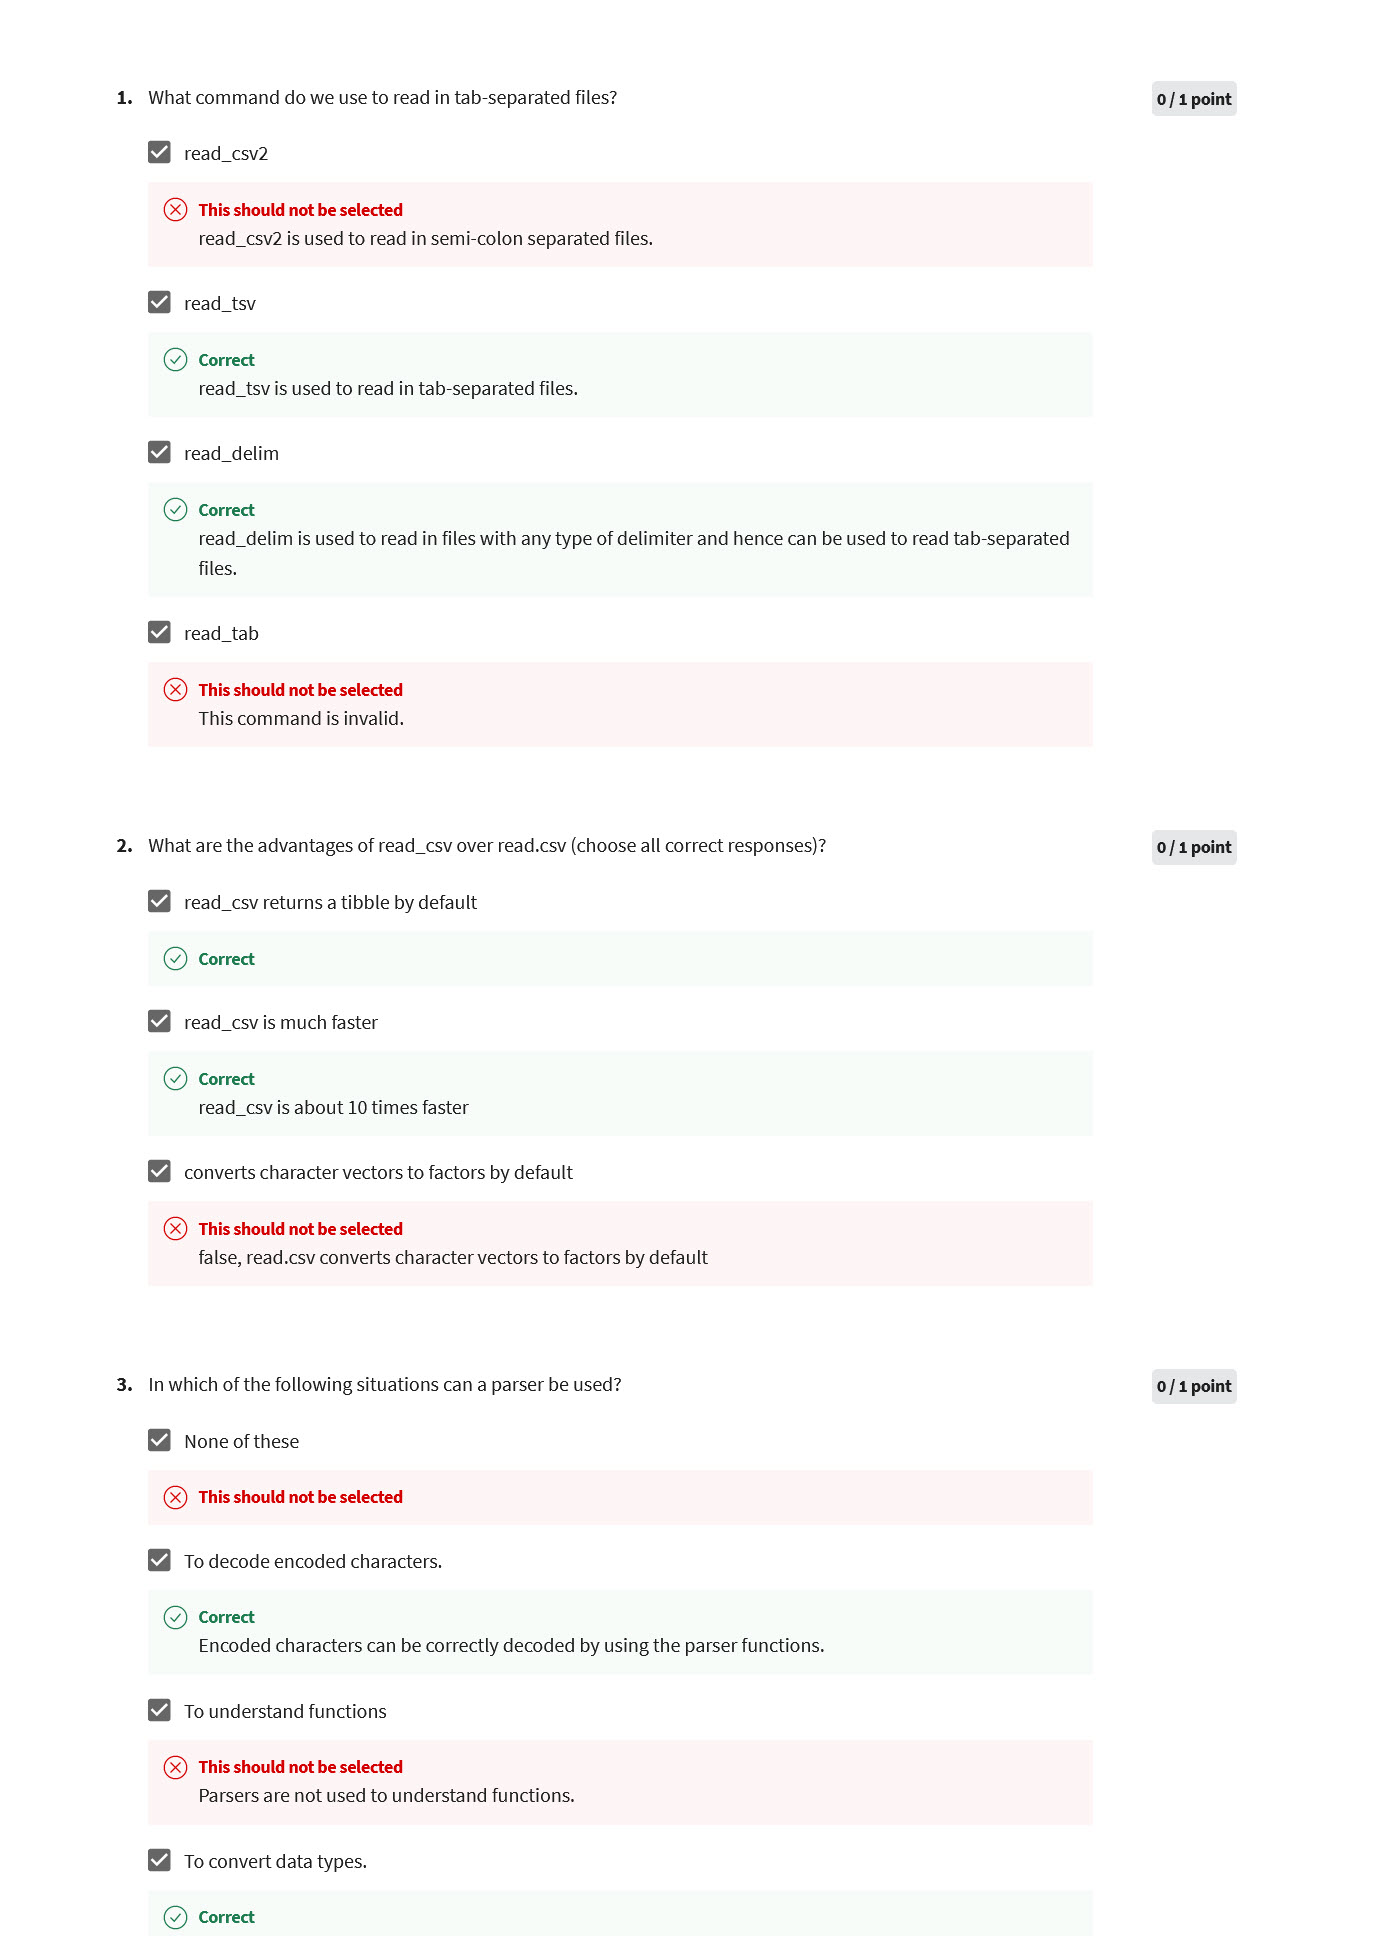 1. What command do we use to read in tab-separated files?
0 / 1 point
read_csv2
This should not be selected
read_csv2 is used to read in semi-colon separated files.
read_tsv
Correct
read_tsv is used to read in tab-separated files.
read_delim
Correct
read_delim is used to read in files with any type of delimiter and hence can be used to read tab-separated
files.
read_tab
This should not be selected
This command is invalid.
2. What are the advantages of read_csv over read.csv (choose all correct responses)?
0 / 1 point
read_csv returns a tibble by default
Correct
read_csv is much faster
Correct
read_csv is about 10 times faster
converts character vectors to factors by default
This should not be selected
false, read.csv converts character vectors to factors by default
3. In which of the following situations can a parser be used?
0 / 1 point
None of these
This should not be selected
To decode encoded characters.
Correct
Encoded characters can be correctly decoded by using the parser functions.
To understand functions
This should not be selected
Parsers are not used to understand functions.
To convert data types.
Correct